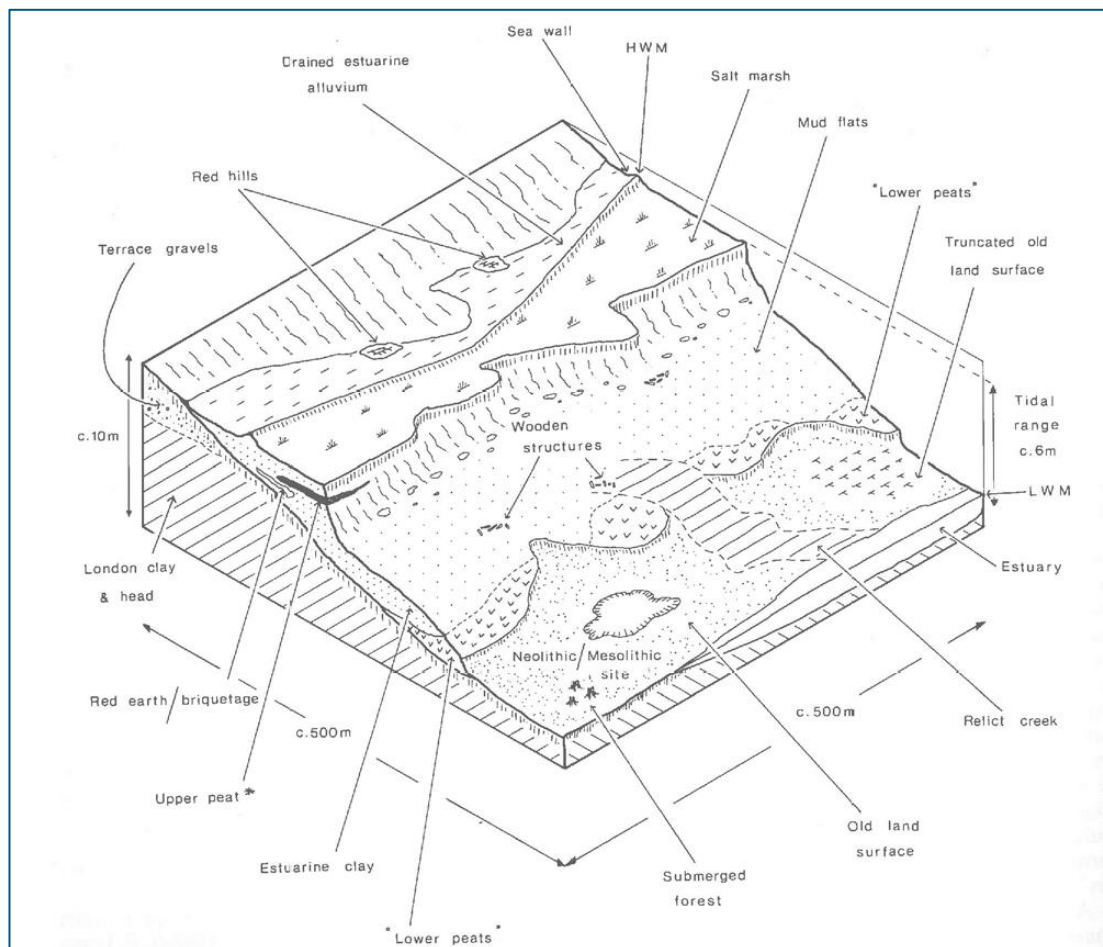 Sea wall
HWM
Drained estuarine
alluvium
Salt marsh
Mud flats
Red hills
"Lower peats"
Terrace gravels
Truncated old
land surface
c.10m
Tidal
range
c.6m
Wooden
structures
LWM
London clay
& head
Estuary
Neolithic/Mesolithic
site
Red earth/briquetage
c.500m
c.500m
Relict creek
Upper peat*
Old land
surface
Estuarine clay
Submerged
forest
"Lower peats"